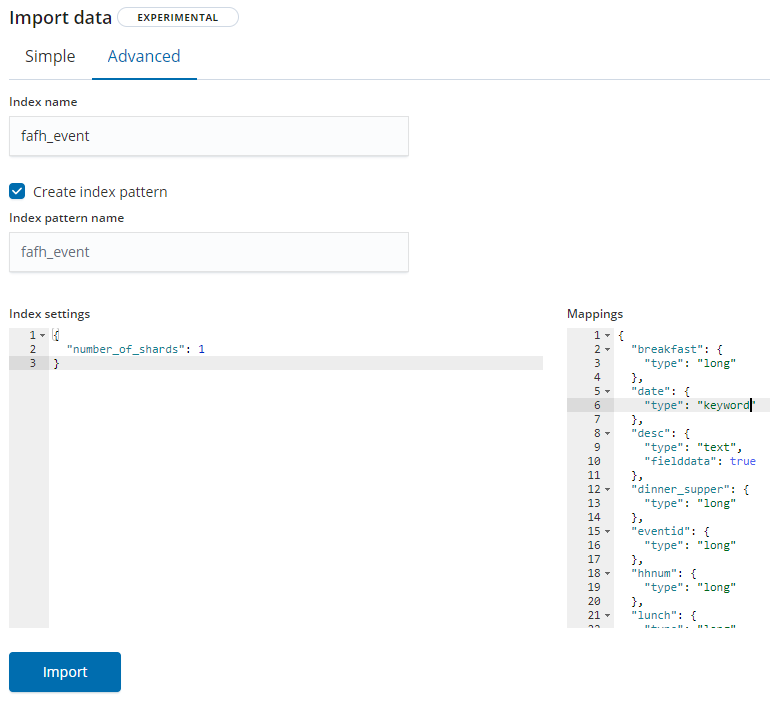 Import data EXPERIMENTAL
Simple Advanced
Index name
fafh_event
Create index pattern
Index pattern name
fafh_event
Index settings
1 {
2 "number_of_shards": 1
3 }
Mappings
1 {
2 "breakfast": {
3 "type": "long"
4 },
5 "date": {
6 "type": "keyword"
7 },
8 "desc": {
9 "type": "text",
10 "fielddata": true
11 },
12 "dinner_supper": {
13 "type": "long"
14 },
15 "eventid": {
16 "type": "long"
17 },
18 "hhnum": {
19 "type": "long"
20 },
21 "lunch": {
Import